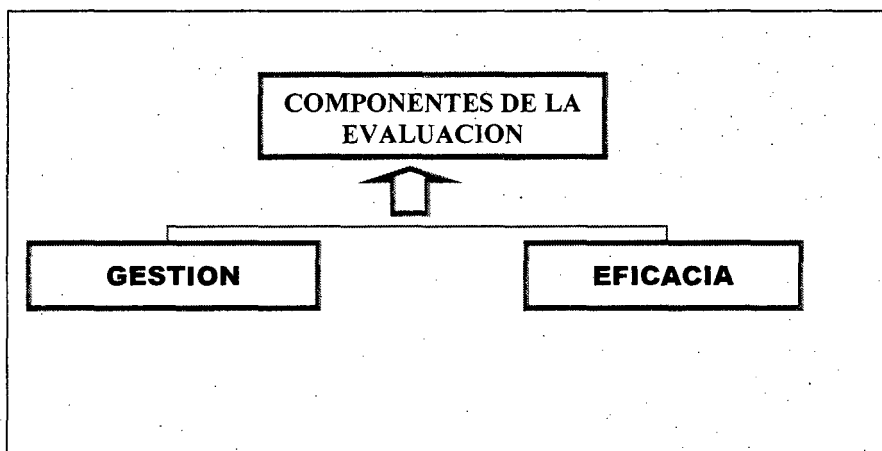 COMPONENTES DE LA
EVALUACION
GESTION
EFICACIA